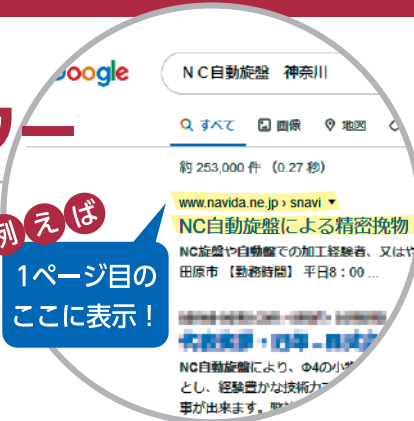 oogle
NC自動旋盤 神奈川
すべて 画像 地図
約 253,000 件 (0.27 秒)
www.navida.ne.jp › snavi ▼
NC自動旋盤による精密挽物
NC旋盤や自動盤での加工経験者、又はや
田原市 【勤務時間】 平日8:00 ...
例えば
1ページ目の
ここに表示！
NC自動旋盤により、Φ4の小物
とし、経験豊かな技術力で
事が出来ます。